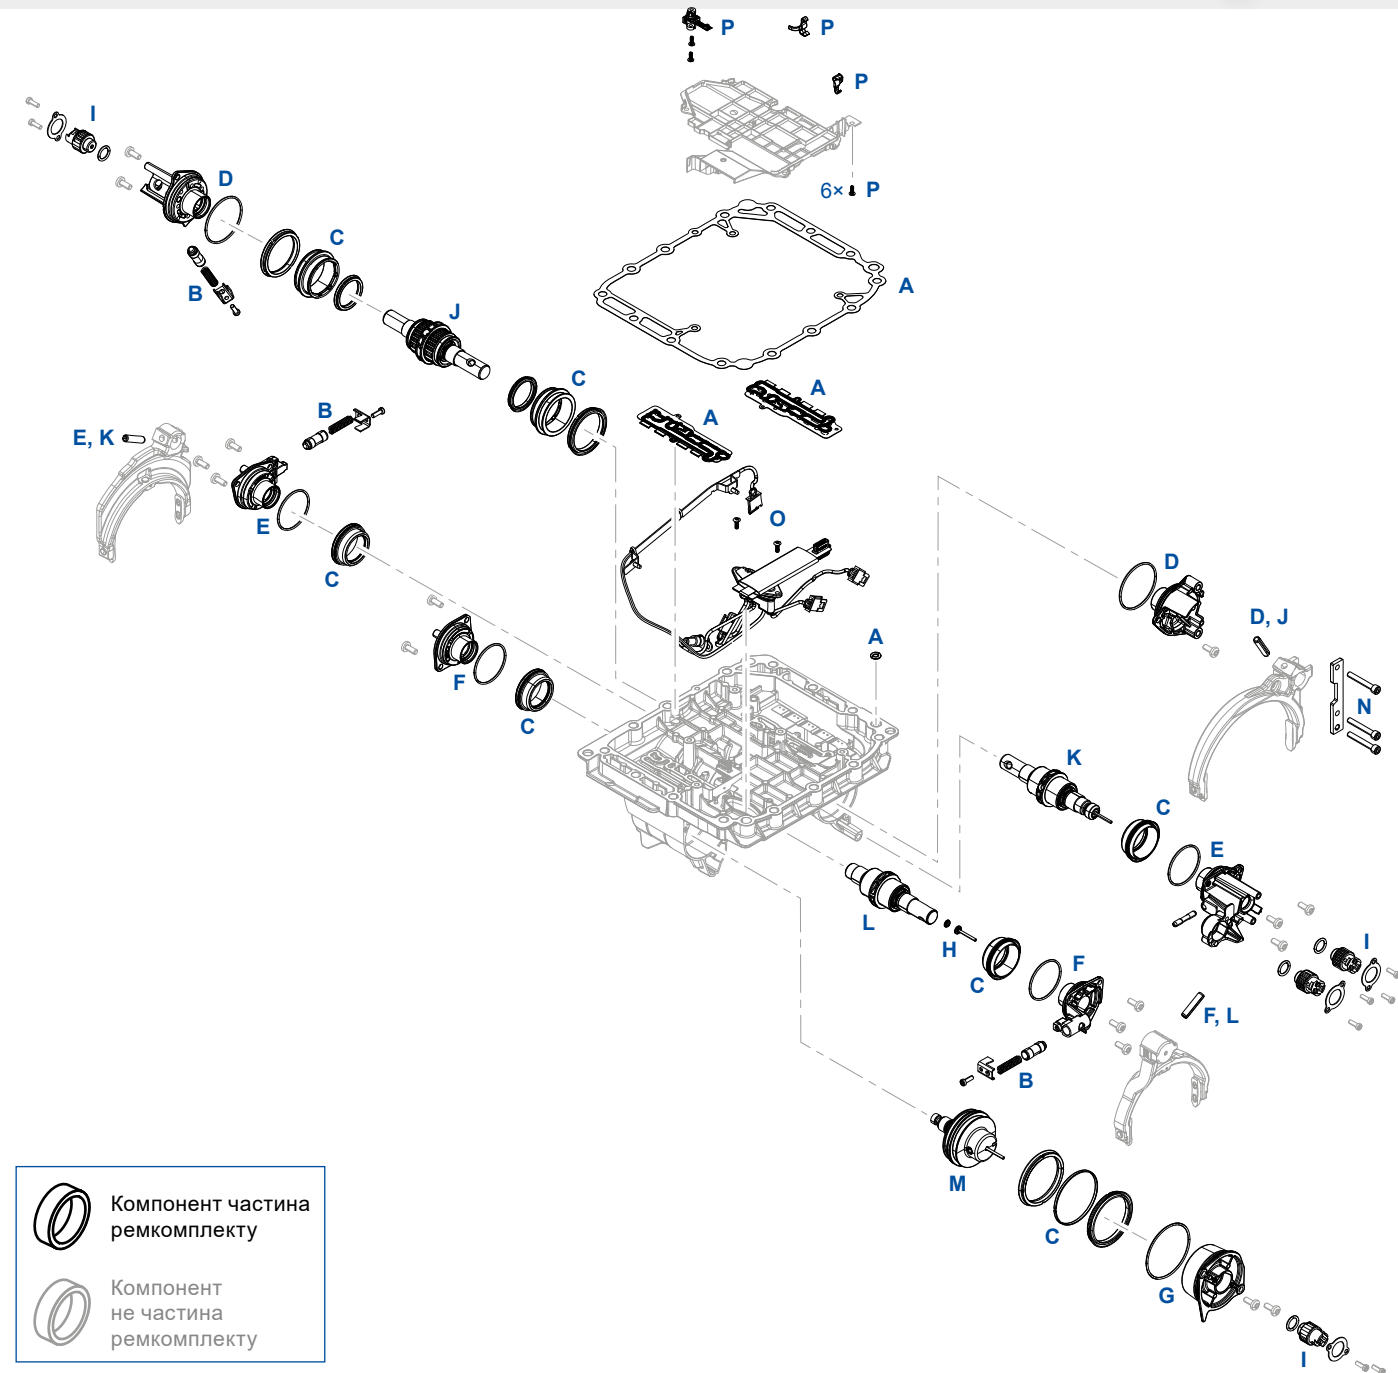 P
P
P
I
6× P
D
C
A
B
J
C
A
A
B
E, K
O
E
C
D
D, J
A
F
C
N
K
C
E
L
H
C
F
I
F, L
B
M
C
G
I
Компонент частина
ремкомплекту
Компонент
не частина
ремкомплекту